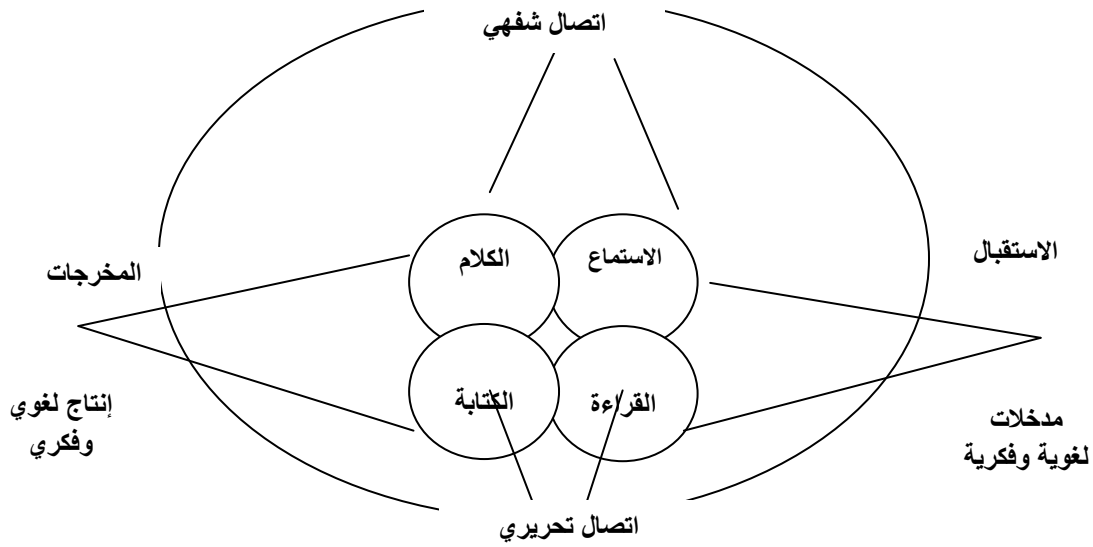 اتصال شفهي
الاستماع
الكلام
الاستقبال
المخرجات
القراءة
الكتابة
مدخلات
لغوية وفكرية
إنتاج لغوي
وفكري
اتصال تحريري